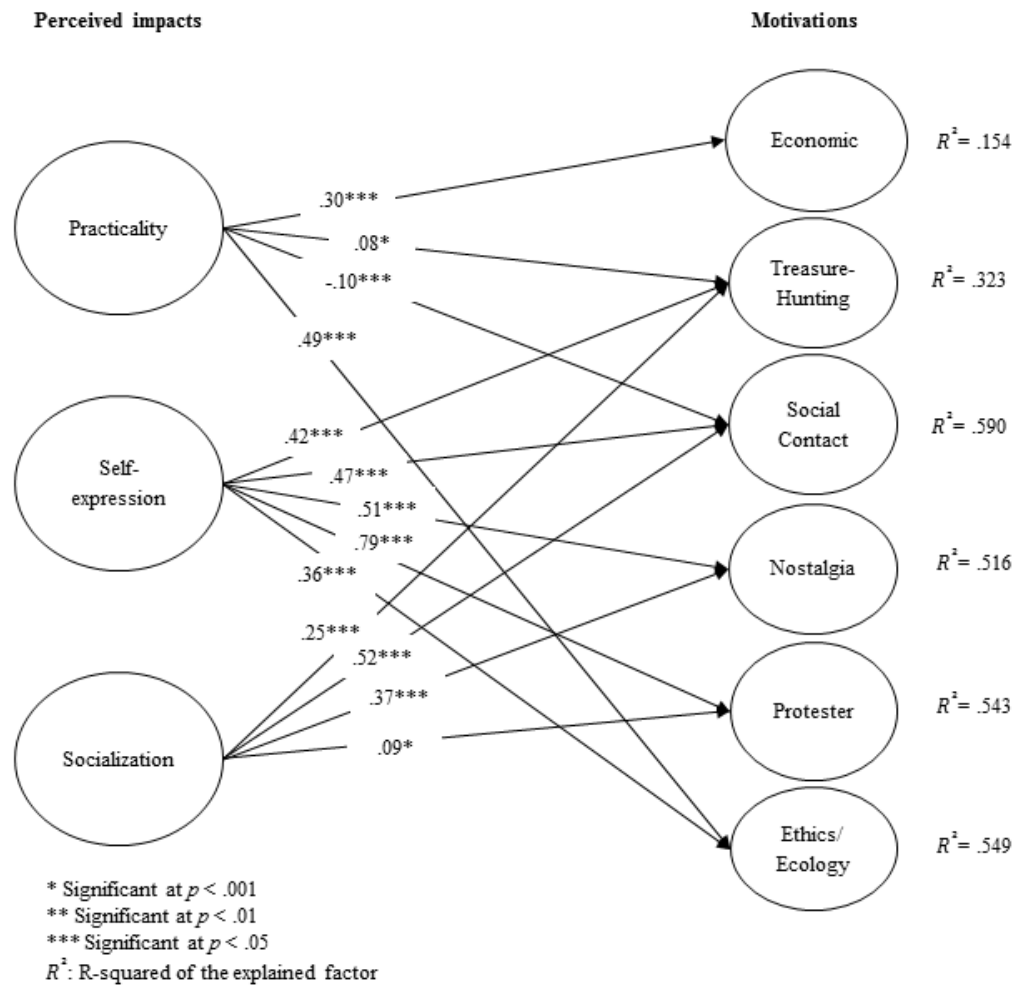 Perceived impacts
Motivations
Economic
R²= .154
Practicality
.30***
.08*
-.10***
.49***
Treasure-
Hunting
R²= .323
Social
Contact
R²= .590
Self-
expression
.42***
.47***
.51***
.79***
.36***
Nostalgia
R²= .516
Socialization
.25***
.52***
.37***
.09*
Protester
R²= .543
Ethics/
Ecology
R²= .549
* Significant at p < .001
** Significant at p < .01
*** Significant at p < .05
R²: R-squared of the explained factor